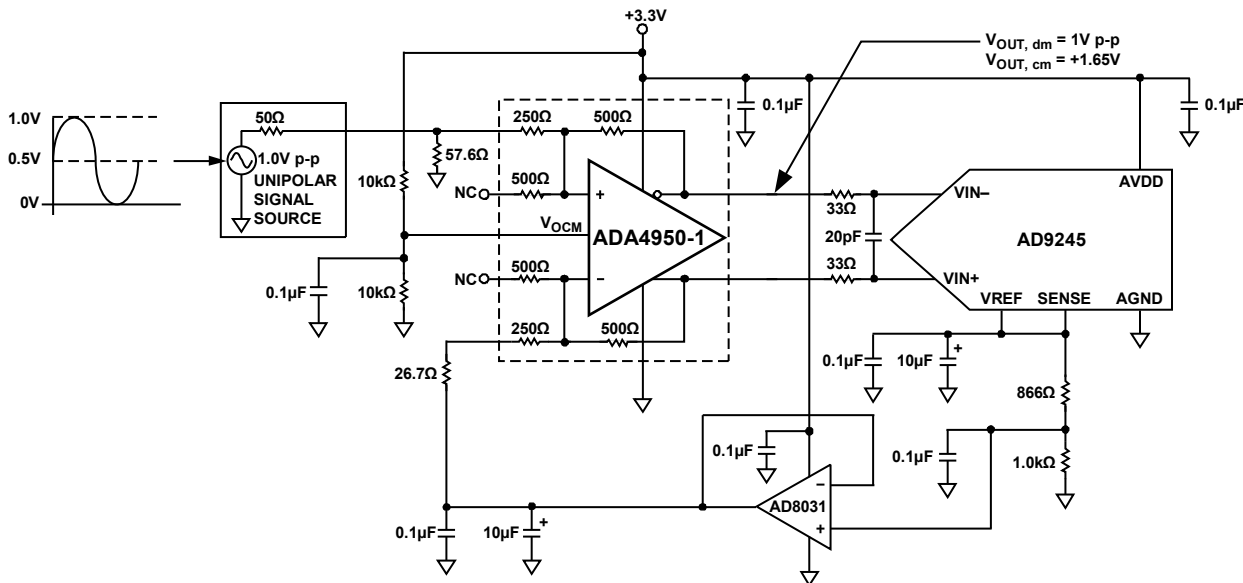 +3.3V
V_OUT, dm = 1V p-p
V_OUT, cm = +1.65V
1.0V
0.5V
0V
50Ω
1.0V p-p
UNIPOLAR
SIGNAL
SOURCE
57.6Ω
10kΩ
0.1µF
10kΩ
250Ω
500Ω
NC
500Ω
+
V_OCM
ADA4950-1
NC
500Ω
−
250Ω
500Ω
26.7Ω
0.1µF
0.1µF
33Ω
20pF
33Ω
VIN−
AVDD
AD9245
VIN+
VREF
SENSE
AGND
0.1µF
10µF
+
866Ω
0.1µF
1.0kΩ
0.1µF
−
AD8031
+
0.1µF
10µF
+